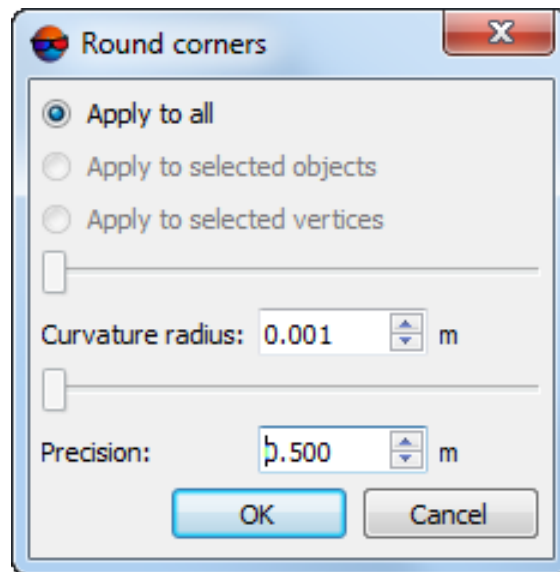 Round corners
Apply to all
Apply to selected objects
Apply to selected vertices
Curvature radius: 0.001 m
Precision: 0.500 m
OK Cancel